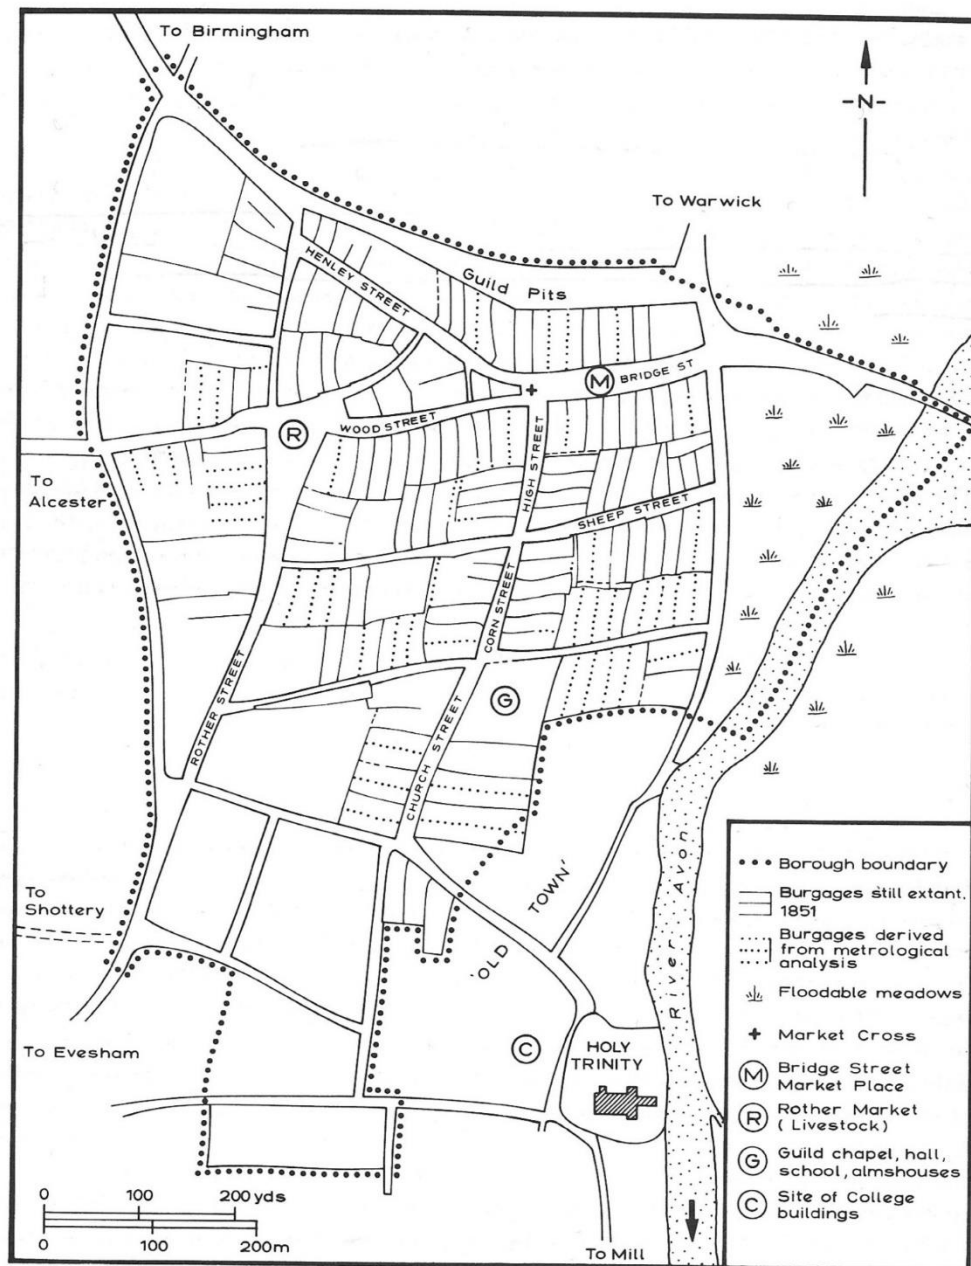 To Birmingham
-N-
To Warwick
HENLEY STREET
Guild Pits
M
BRIDGE ST
WOOD STREET
R
HIGH STREET
To
Alcester
SHEEP STREET
CORN STREET
ROTHER STREET
G
CHURCH STREET
River Avon
To
Shottery
'OLD TOWN'
To Evesham
C
HOLY
TRINITY
0 100 200 yds
0 100 200m
To Mill
Borough boundary
Burgages still extant.
1851
Burgages derived
from metrological
analysis
Floodable meadows
Market Cross
M Bridge Street
Market Place
R Rother Market
(Livestock)
G Guild chapel, hall,
school, almshouses
C Site of College
buildings